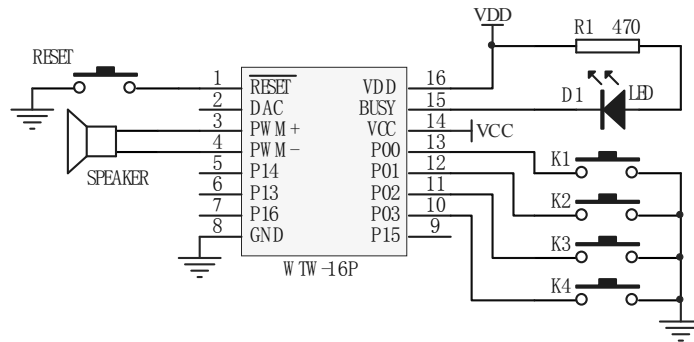 VDD
R1 470
RESET
D1 LED
1 RESET VDD 16
2 DAC BUSY 15
3 PWM+ VCC 14 VCC
4 PWM- P00 13 K1
5 P14 P01 12 K2
6 P13 P02 11 K3
7 P16 P03 10 K4
8 GND P15 9
SPEAKER
WTW-16P